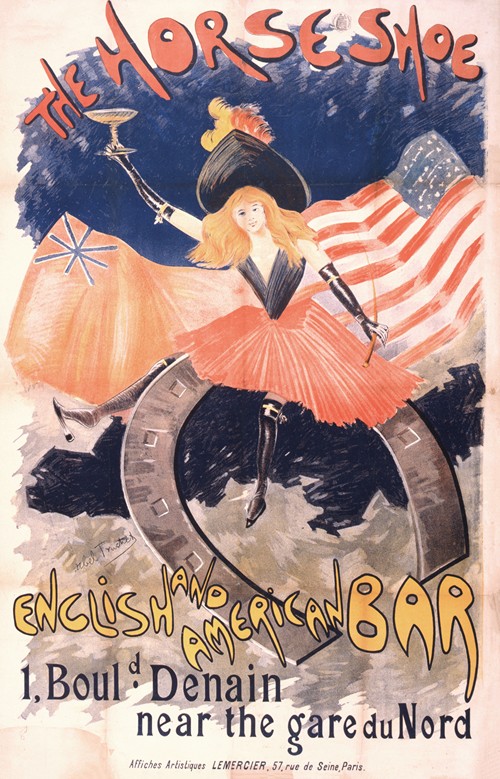 THE HORSE SHOE
ENGLISH AND AMERICAN BAR
1, Bould: Denain
near the gare du Nord
Affiches Artistiques LEMERCIER, 57, rue de Seine, Paris.